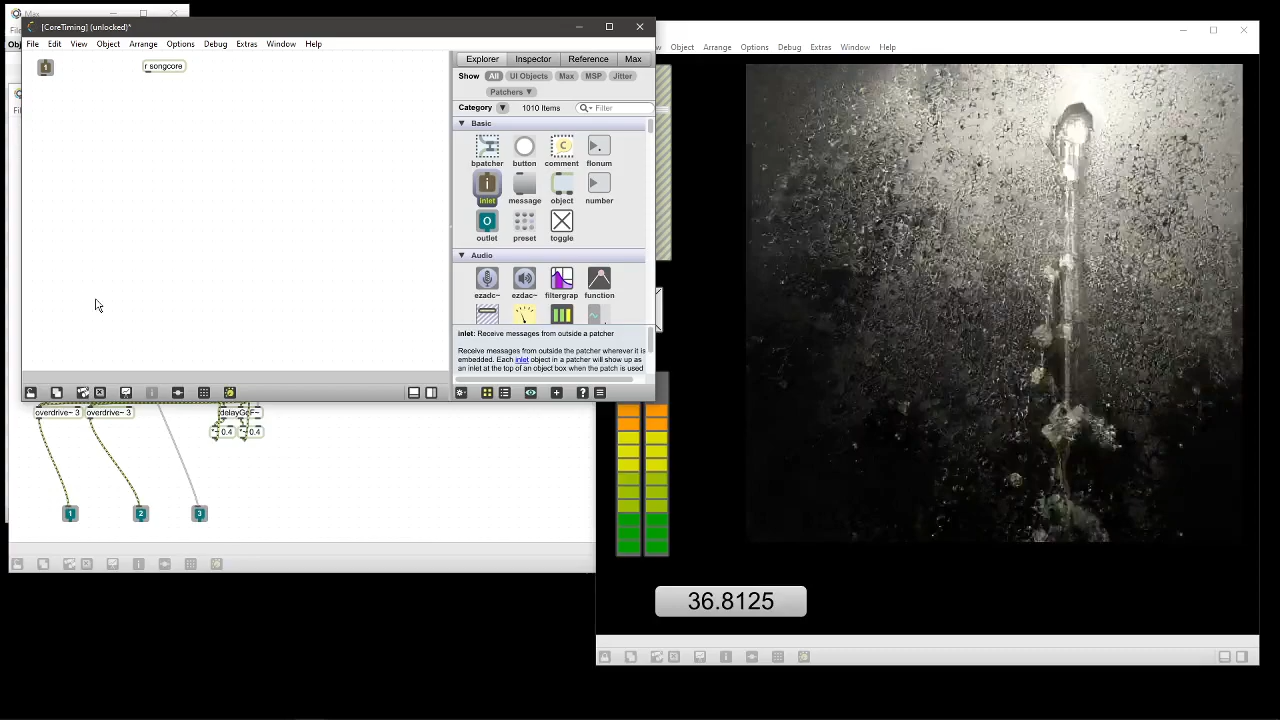 Max
[CoreTiming] (unlocked)*
File Edit View Object Arrange Options Debug Extras Window Help
1
r songcore
Explorer Inspector Reference Max
Show All UI Objects Max MSP Jitter
Patchers ▼
Category ▼ 1010 Items Filter
Basic
bpatcher button comment flonum
inlet message object number
outlet preset toggle
Audio
ezadc~ ezdac~ filtergrap function
inlet: Receive messages from outside a patcher
Receive messages from outside the patcher wherever it is
embedded. Each inlet object in a patcher will show up as
an inlet at the top of an object box when the patch is used
Object Arrange Options Debug Extras Window Help
overdrive~ 3 overdrive~ 3
*~ 0.4 *~ 0.4
1 2 3
36.8125